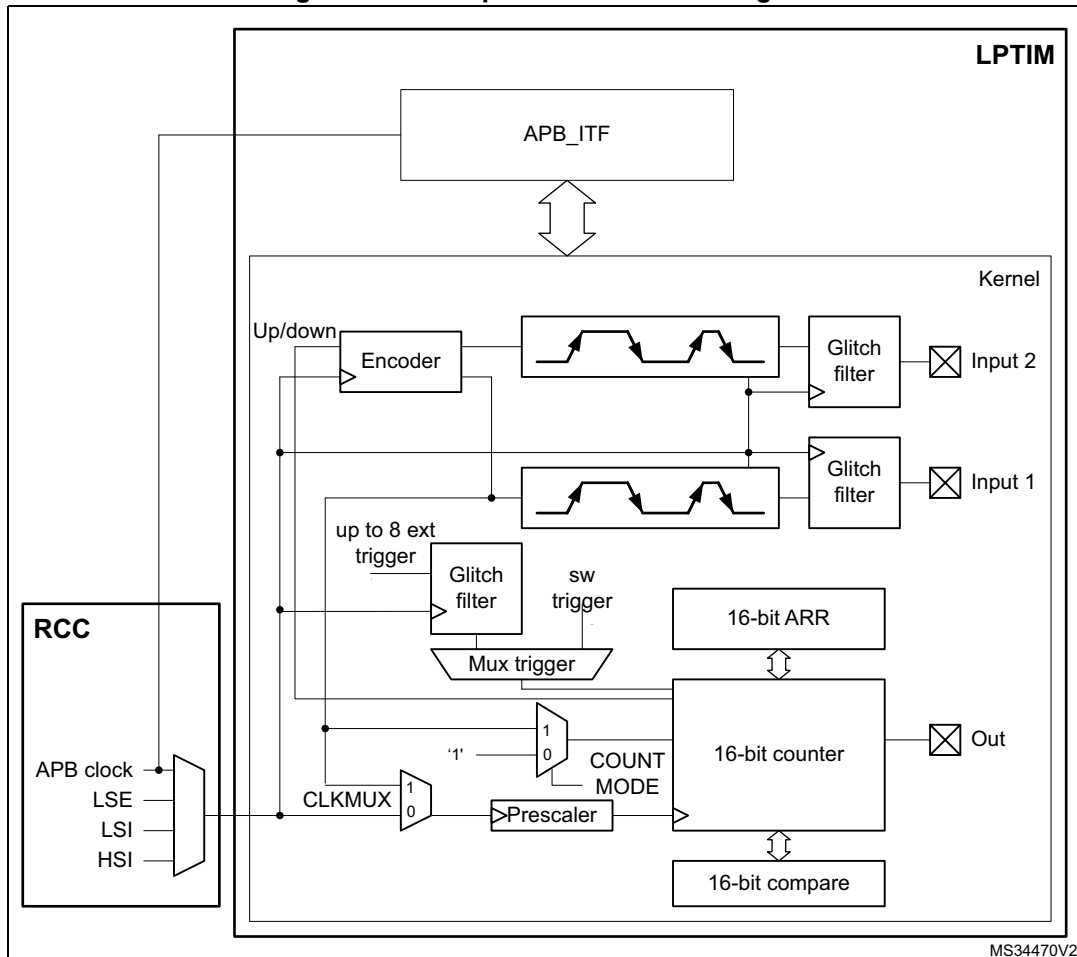 LPTIM
APB_ITF
Kernel
Up/down
Encoder
Glitch
filter
Input 2
Glitch
filter
Input 1
up to 8 ext
trigger
Glitch
filter
sw
trigger
Mux trigger
16-bit ARR
RCC
1
'1'
0
COUNT
MODE
16-bit counter
Out
APB clock
LSE
LSI
HSI
CLKMUX
1
0
Prescaler
16-bit compare
MS34470V2